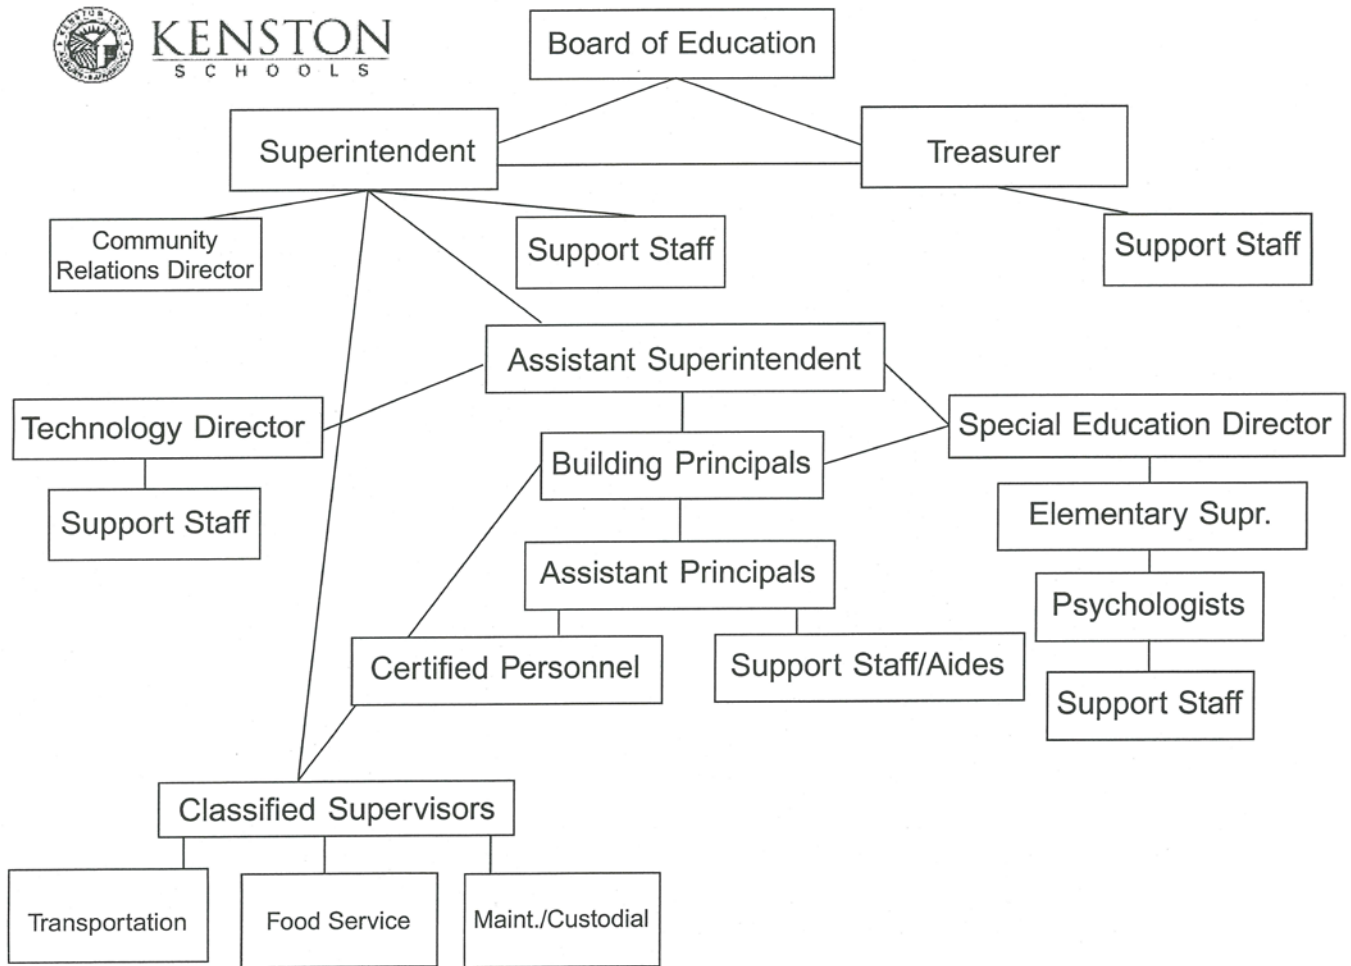 KENSTON
SCHOOLS
Board of Education
Superintendent
Treasurer
Community
Relations Director
Support Staff
Support Staff
Assistant Superintendent
Technology Director
Special Education Director
Building Principals
Support Staff
Elementary Supr.
Assistant Principals
Psychologists
Certified Personnel
Support Staff/Aides
Support Staff
Classified Supervisors
Transportation
Food Service
Maint./Custodial